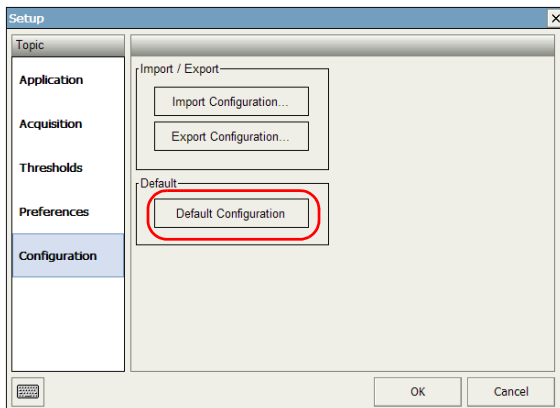 Setup
Topic
Application
Acquisition
Thresholds
Preferences
Configuration
Import / Export
Import Configuration...
Export Configuration...
Default
Default Configuration
OK
Cancel